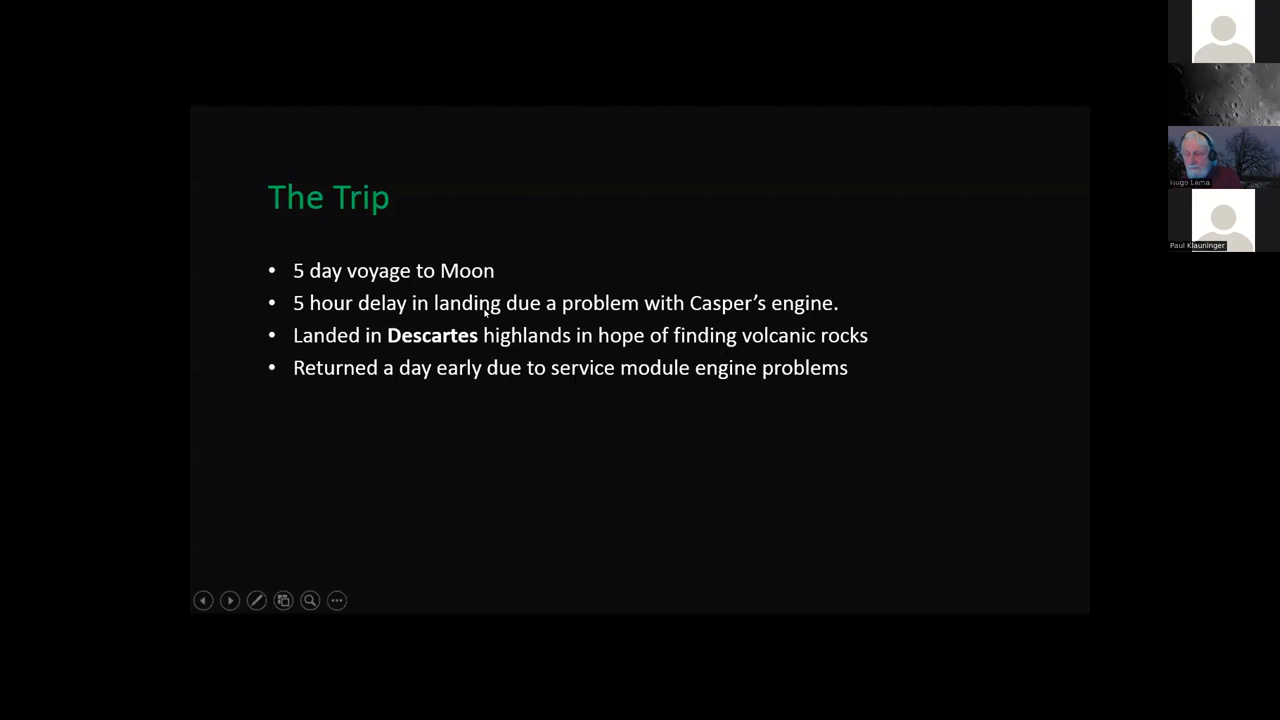 The Trip
• 5 day voyage to Moon
• 5 hour delay in landing due a problem with Casper's engine.
• Landed in Descartes highlands in hope of finding volcanic rocks
• Returned a day early due to service module engine problems
Hugo Lama
Paul Klauninger